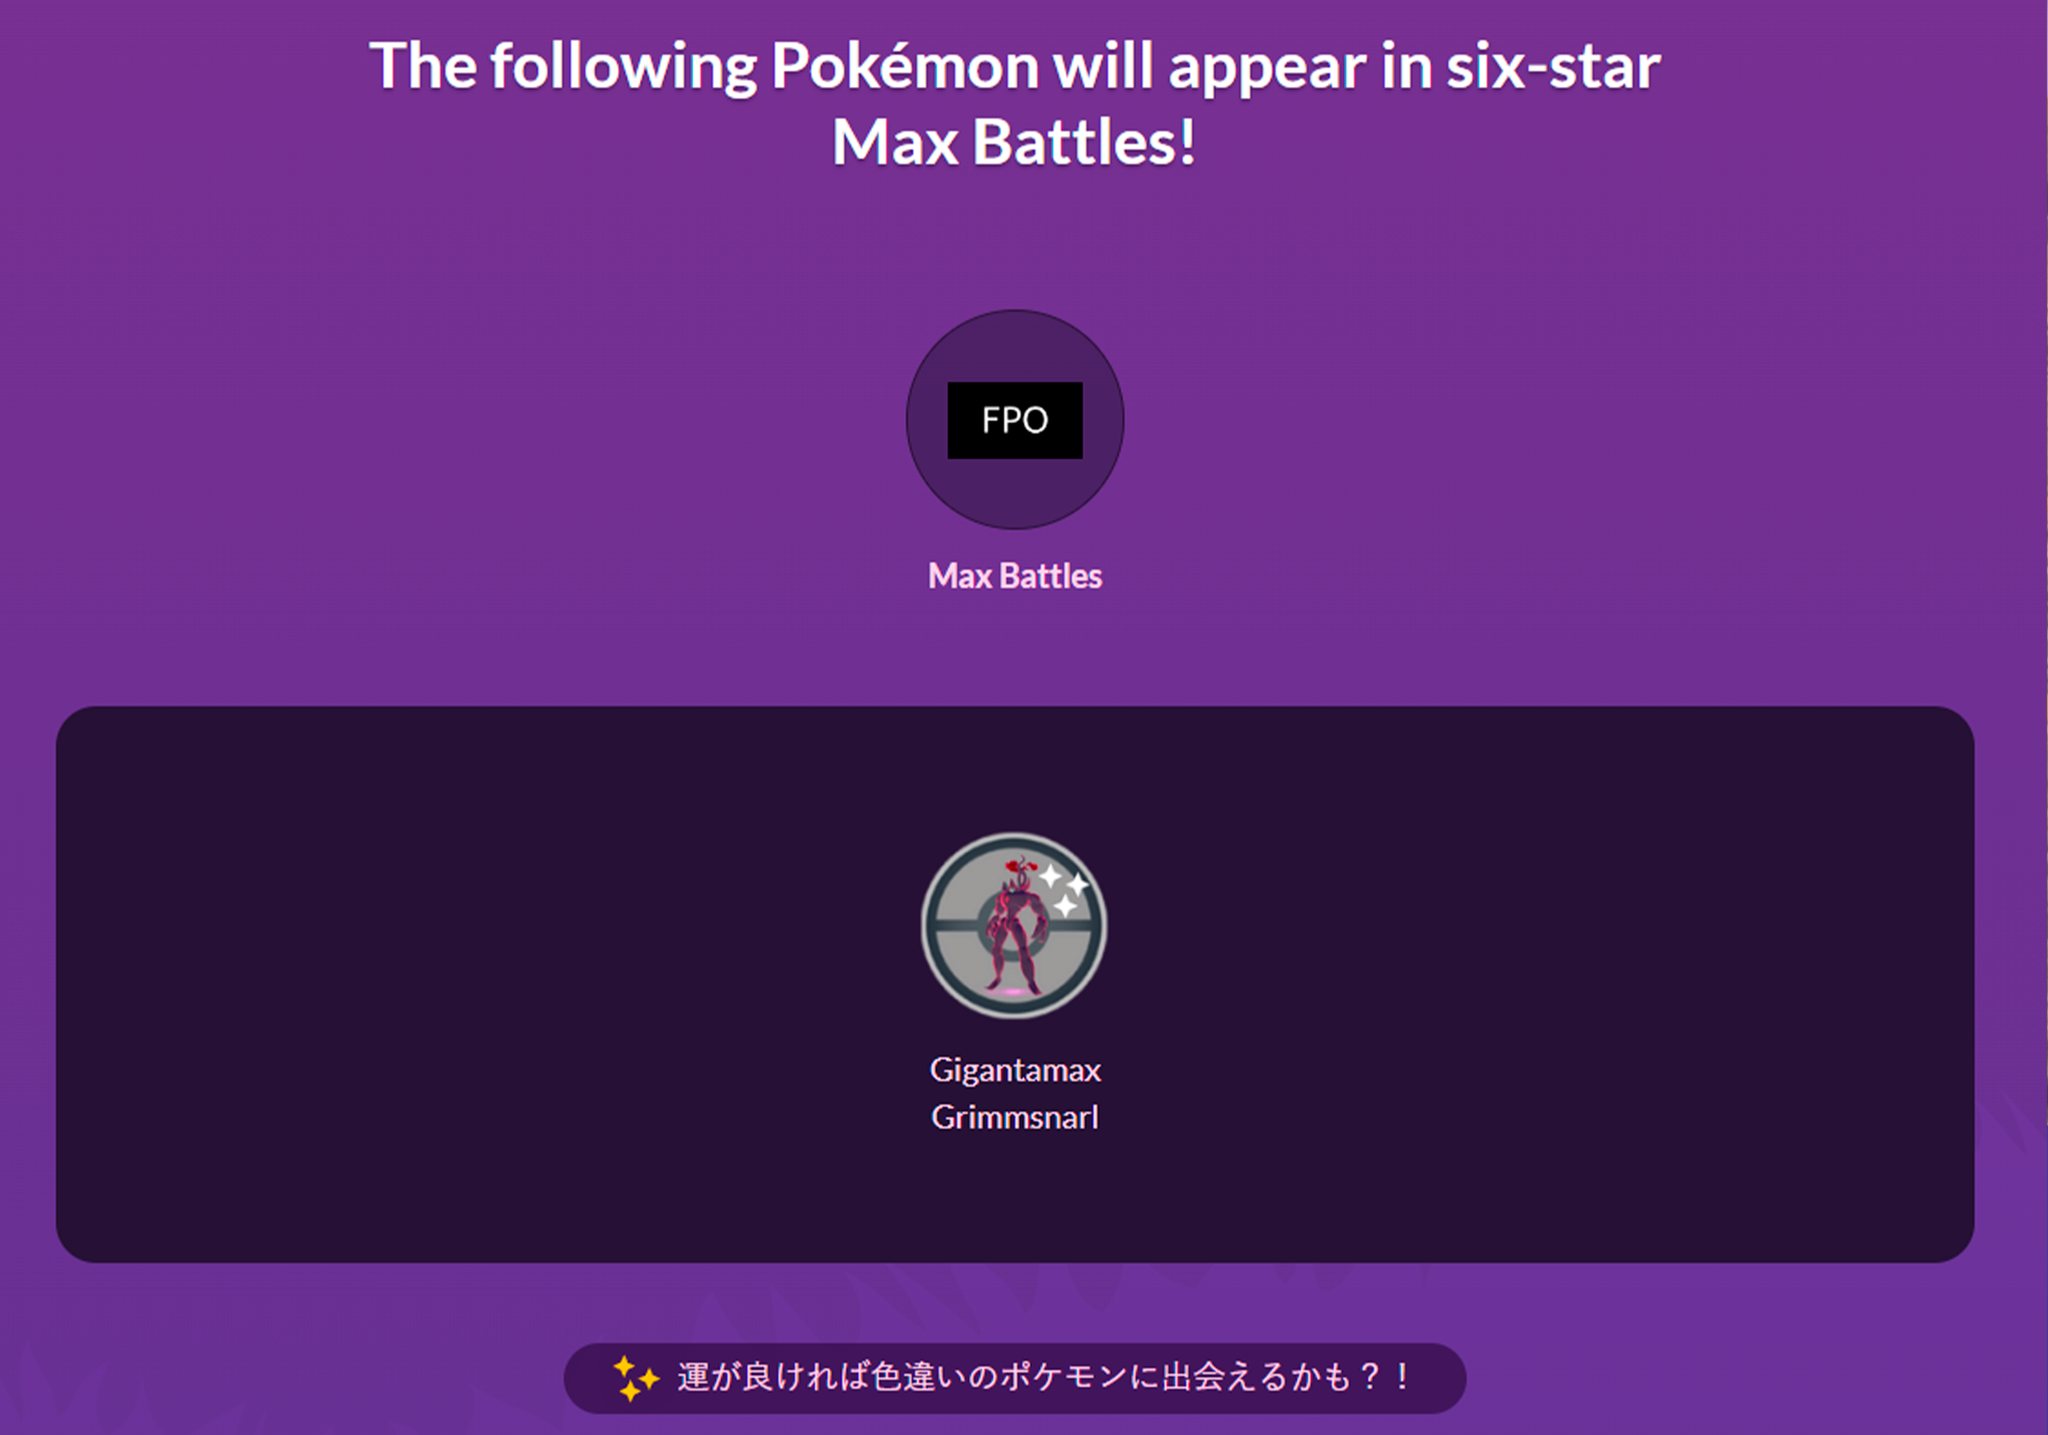 The following Pokémon will appear in six-star
Max Battles!
FPO
Max Battles
Gigantamax
Grimmsnarl
運が良ければ色違いのポケモンに出会えるかも？！